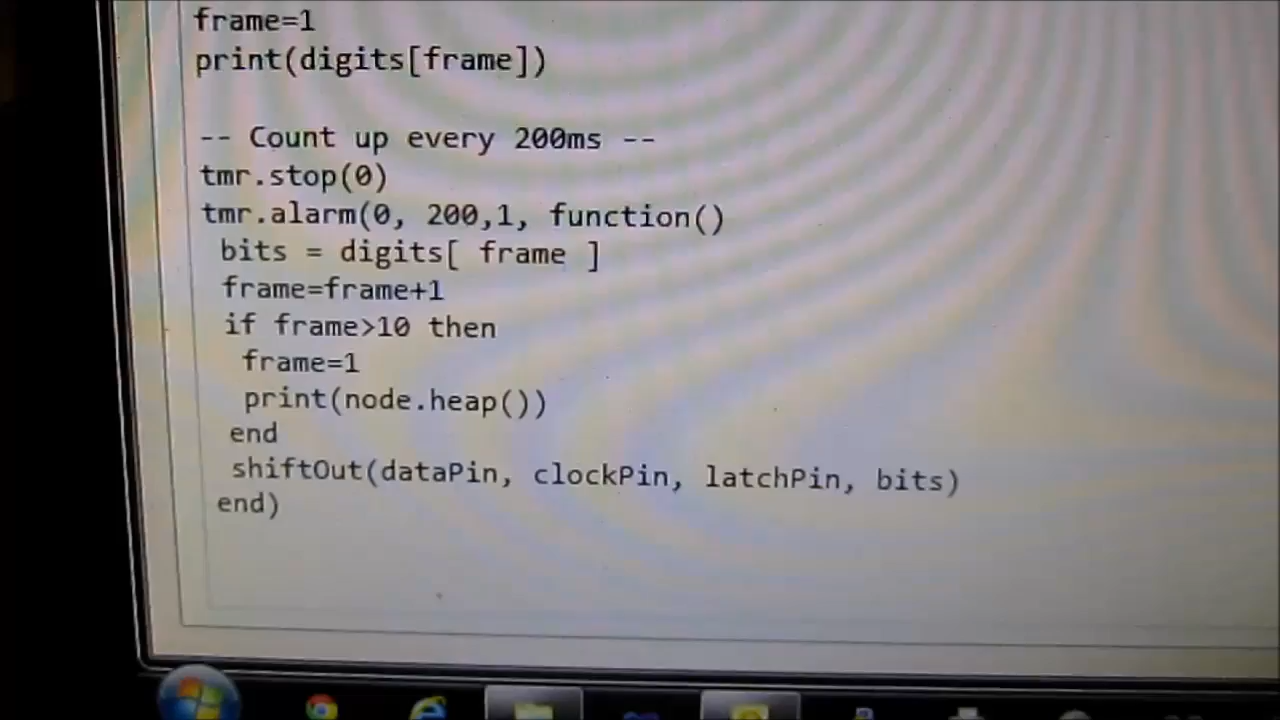 frame=1
print(digits[frame])
-- Count up every 200ms --
tmr.stop(0)
tmr.alarm(0, 200,1, function()
bits = digits[ frame ]
frame=frame+1
if frame>10 then
frame=1
print(node.heap())
end
shiftOut(dataPin, clockPin, latchPin, bits)
end)